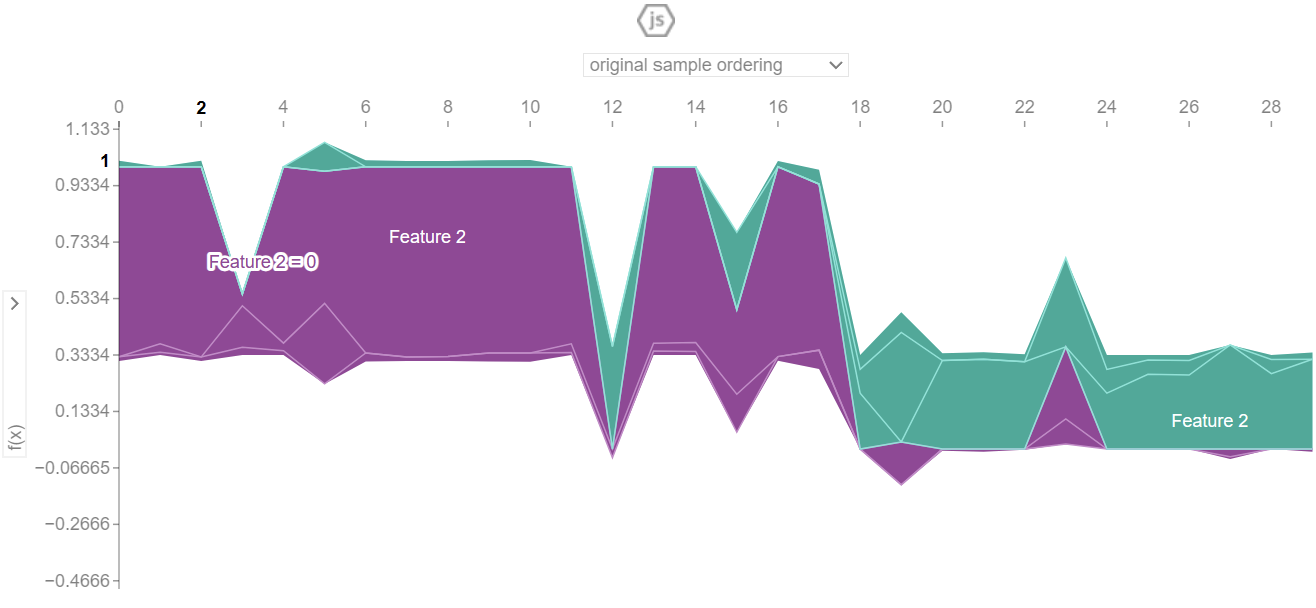 js
original sample ordering
0 2 4 6 8 10 12 14 16 18 20 22 24 26 28
1.133
1
0.9334
0.7334
Feature 2
Feature 2 = 0
0.5334
0.3334
0.1334
Feature 2
f(x)
−0.06665
−0.2666
−0.4666